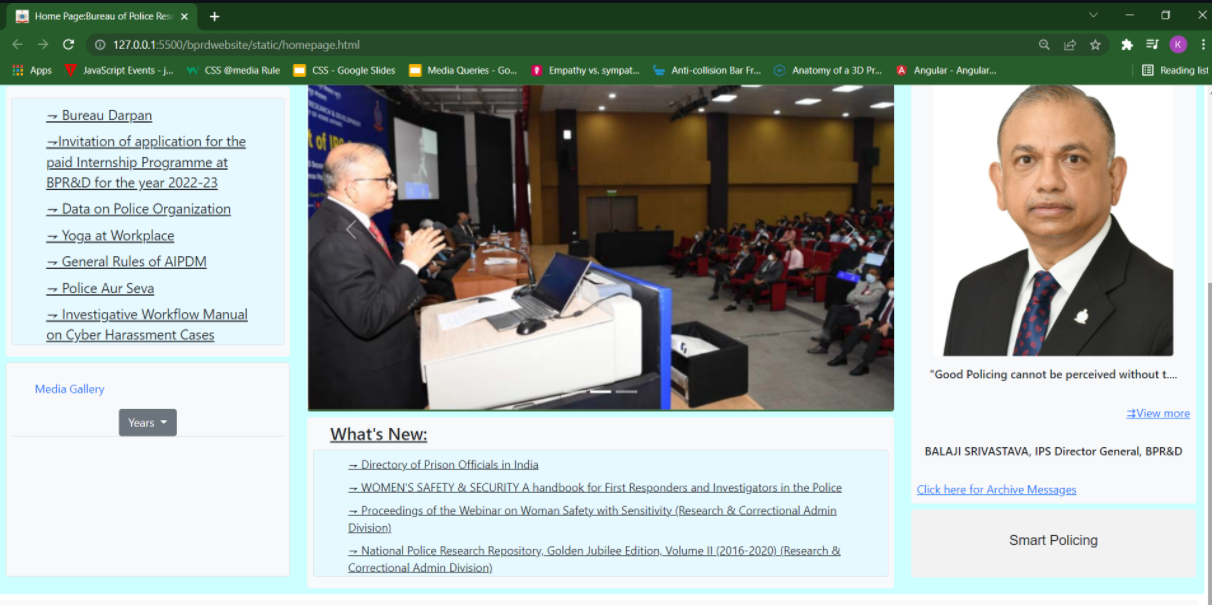 Home Page:Bureau of Police Res
127.0.0.1:5500/bprdwebsite/static/homepage.html
K
Apps
JavaScript Events - j...
CSS @media Rule
CSS - Google Slides
Media Queries - Go...
Empathy vs. sympat...
Anti-collision Bar Fr...
Anatomy of a 3D Pr...
Angular - Angular...
Reading list
→ Bureau Darpan
→Invitation of application for the
paid Internship Programme at
BPR&D for the year 2022-23
→ Data on Police Organization
→ Yoga at Workplace
→ General Rules of AIPDM
→ Police Aur Seva
→ Investigative Workflow Manual
on Cyber Harassment Cases
Media Gallery
Years
RESEARCH & DEVELOPMENT
What's New:
→ Directory of Prison Officials in India
→ WOMEN'S SAFETY & SECURITY A handbook for First Responders and Investigators in the Police
→ Proceedings of the Webinar on Woman Safety with Sensitivity (Research & Correctional Admin
Division)
→ National Police Research Repository, Golden Jubilee Edition, Volume II (2016-2020) (Research &
Correctional Admin Division)
"Good Policing cannot be perceived without t....
⇉View more
BALAJI SRIVASTAVA, IPS Director General, BPR&D
Click here for Archive Messages
Smart Policing